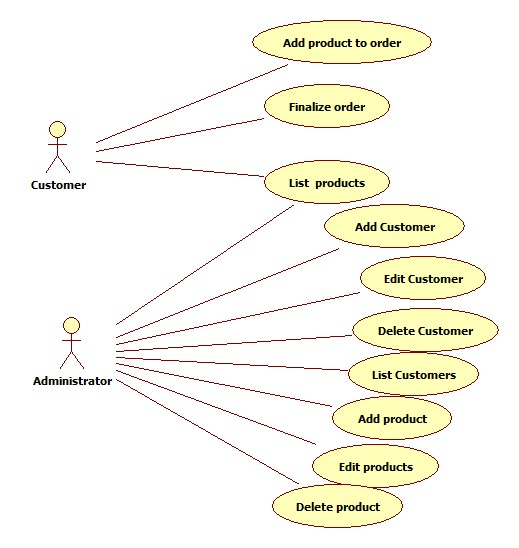 Add product to order
Finalize order
Customer
List products
Add Customer
Edit Customer
Delete Customer
Administrator
List Customers
Add product
Edit products
Delete product